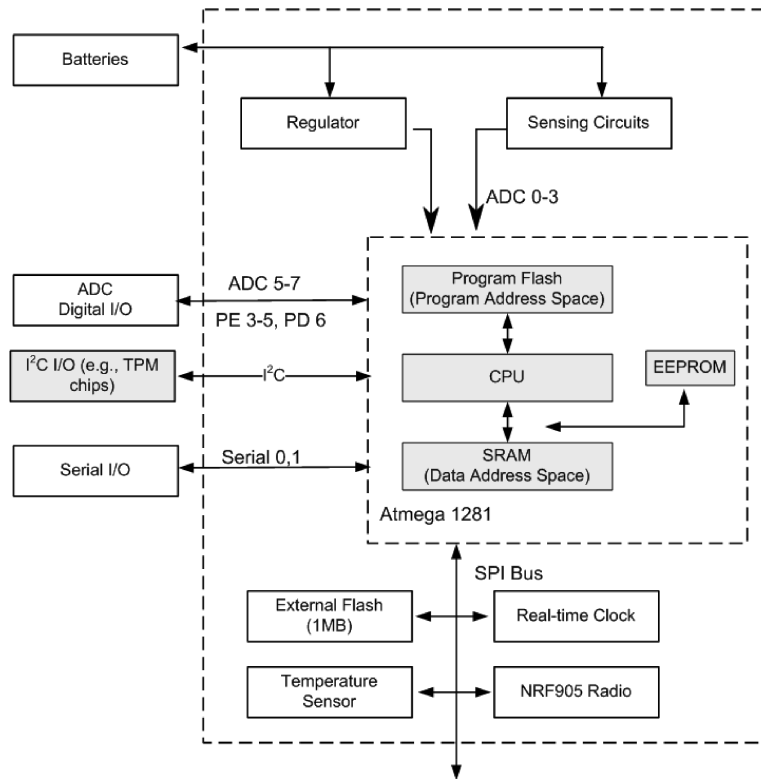 Batteries
Regulator
Sensing Circuits
ADC 0-3
ADC
Digital I/O
ADC 5-7
PE 3-5, PD 6
Program Flash
(Program Address Space)
I²C I/O (e.g., TPM
chips)
I²C
CPU
EEPROM
Serial I/O
Serial 0,1
SRAM
(Data Address Space)
Atmega 1281
SPI Bus
External Flash
(1MB)
Real-time Clock
Temperature
Sensor
NRF905 Radio